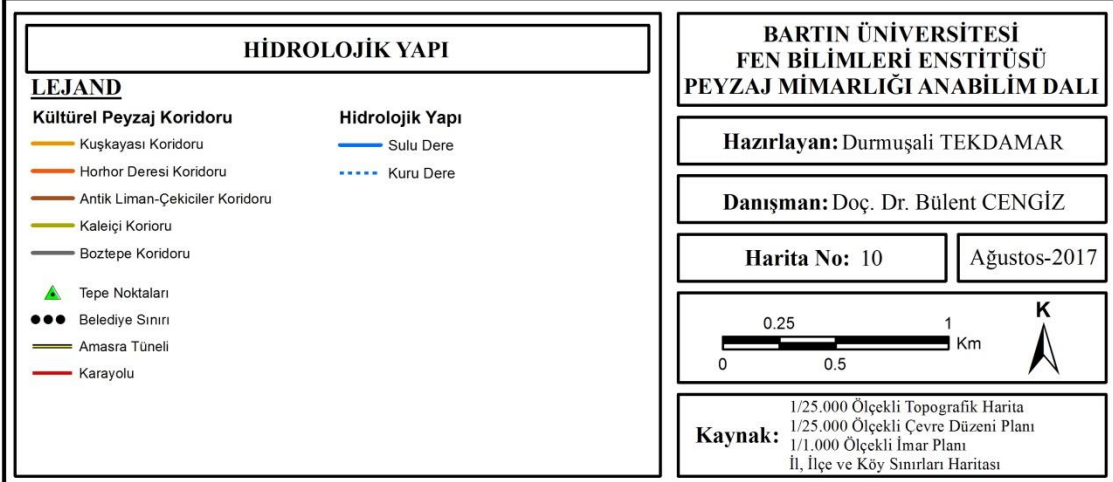 HİDROLOJİK YAPI
LEJAND
Kültürel Peyzaj Koridoru
Kuşkayası Koridoru
Horhor Deresi Koridoru
Antik Liman-Çekiciler Koridoru
Kaleiçi Korioru
Boztepe Koridoru
Tepe Noktaları
Belediye Sınırı
Amasra Tüneli
Karayolu
Hidrolojik Yapı
Sulu Dere
Kuru Dere
BARTIN ÜNİVERSİTESİ
FEN BİLİMLERİ ENSTİTÜSÜ
PEYZAJ MİMARLIĞI ANABİLİM DALI
Hazırlayan: Durmuşali TEKDAMAR
Danışman: Doç. Dr. Bülent CENGİZ
Harita No: 10
Ağustos-2017
0.25 1
Km
0 0.5
K
Kaynak:
1/25.000 Ölçekli Topografik Harita
1/25.000 Ölçekli Çevre Düzeni Planı
1/1.000 Ölçekli İmar Planı
İl, İlçe ve Köy Sınırları Haritası